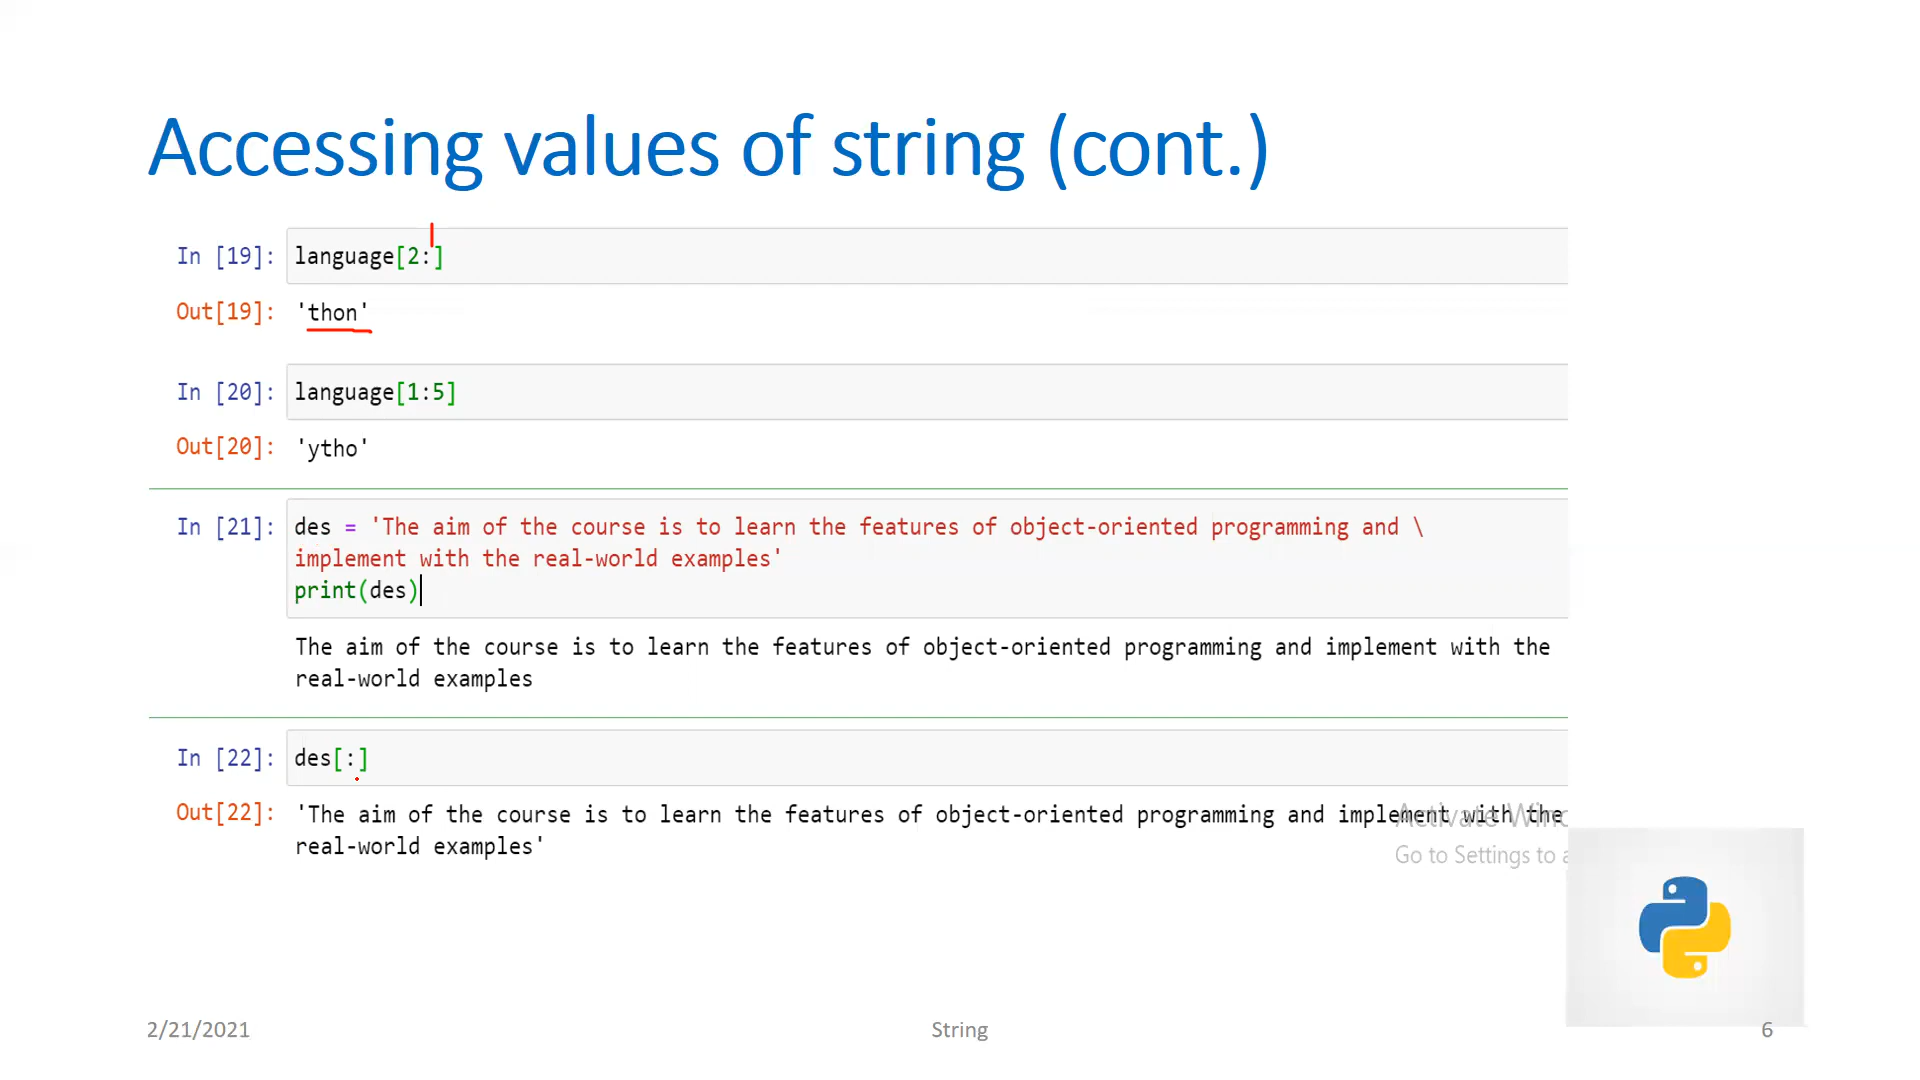 Accessing values of string (cont.)
In [19]: language[2:]
Out[19]: 'thon'
In [20]: language[1:5]
Out[20]: 'ytho'
In [21]: des = 'The aim of the course is to learn the features of object-oriented programming and \
implement with the real-world examples'
print(des)
The aim of the course is to learn the features of object-oriented programming and implement with the
real-world examples
In [22]: des[:]
Out[22]: 'The aim of the course is to learn the features of object-oriented programming and implement with the
real-world examples'
Activate Wind
Go to Settings to a
2/21/2021
String
6